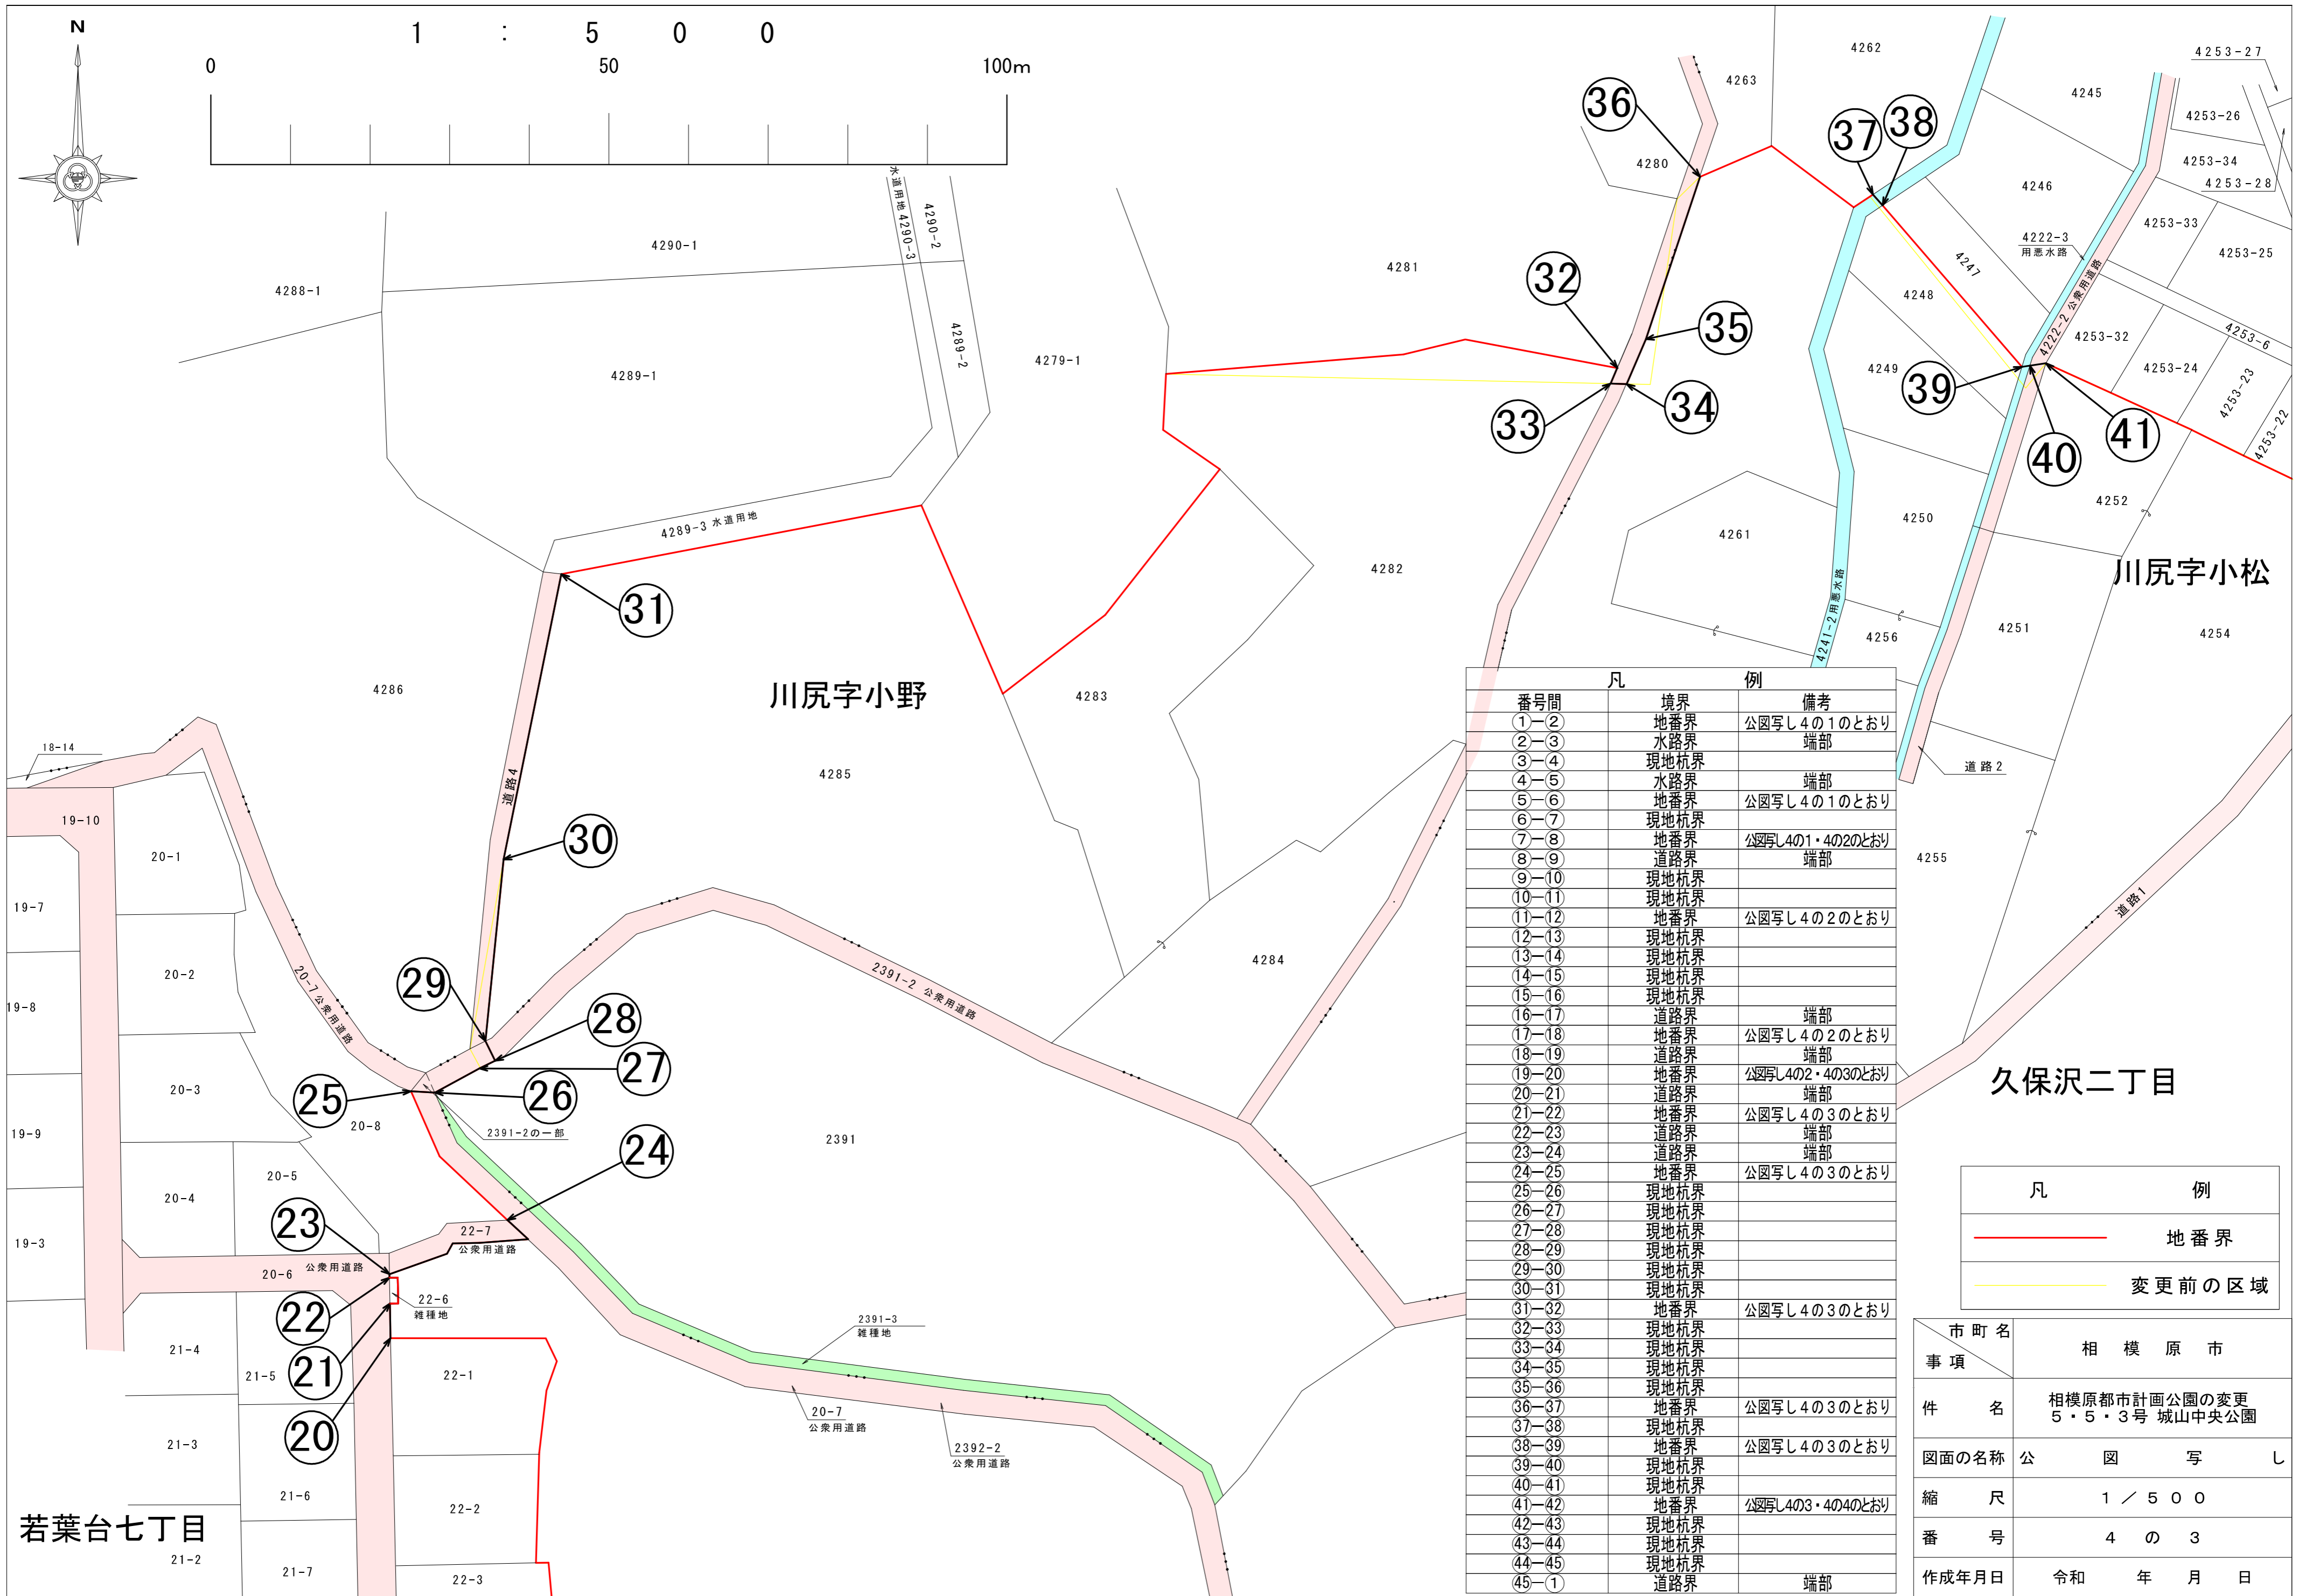 N
1 : 5 0 0
0 50 100m
4262
4253-27
4263
4245
4253-26
36
37
38
4280
4253-34
4253-28
4246
水道用地 4290-3
4290-2
4290-1
4281
4222-3
用悪水路
4253-33
4253-25
4247
4288-1
32
4248
4222-2 公衆用道路
35
4253-32
4253-6
4289-2
4279-1
4289-1
4249
4253-24
4253-23
39
4253-22
33
34
40
41
4252
4250
4289-3 水道用地
4261
4282
川尻字小松
31
4241-2 用悪水路
4256
4251
4254
4286
川尻字小野
4283
18-14
4285
道路4
道路2
19-10
20-1
30
4255
19-7
道路1
20-2
4284
29
2391-2 公衆用道路
20-7 公衆用道路
19-8
28
27
久保沢二丁目
20-3
25
26
20-8
2391-2の一部
2391
19-9
24
20-5
20-4
23
22-7
公衆用道路
19-3
公衆用道路
20-6
22
22-6
雑種地
2391-3
雑種地
21-4
21
21-5
22-1
20-7
公衆用道路
20
21-3
2392-2
公衆用道路
21-6
22-2
若葉台七丁目
21-2
21-7
22-3
凡 例
番号間 境界 備考
①-② 地番界 公図写し4の1のとおり
②-③ 水路界 端部
③-④ 現地杭界
④-⑤ 水路界 端部
⑤-⑥ 地番界 公図写し4の1のとおり
⑥-⑦ 現地杭界
⑦-⑧ 地番界 公図写し4の1・4の2のとおり
⑧-⑨ 道路界 端部
⑨-⑩ 現地杭界
⑩-⑪ 現地杭界
⑪-⑫ 地番界 公図写し4の2のとおり
⑫-⑬ 現地杭界
⑬-⑭ 現地杭界
⑭-⑮ 現地杭界
⑮-⑯ 現地杭界
⑯-⑰ 道路界 端部
⑰-⑱ 地番界 公図写し4の2のとおり
⑱-⑲ 道路界 端部
⑲-⑳ 地番界 公図写し4の2・4の3のとおり
⑳-㉑ 道路界 端部
㉑-㉒ 地番界 公図写し4の3のとおり
㉒-㉓ 道路界 端部
㉓-㉔ 道路界 端部
㉔-㉕ 地番界 公図写し4の3のとおり
㉕-㉖ 現地杭界
㉖-㉗ 現地杭界
㉗-㉘ 現地杭界
㉘-㉙ 現地杭界
㉙-㉚ 現地杭界
㉚-㉛ 現地杭界
㉛-㉜ 地番界 公図写し4の3のとおり
㉜-㉝ 現地杭界
㉝-㉞ 現地杭界
㉞-㉟ 現地杭界
㉟-㊱ 現地杭界
㊱-㊲ 地番界 公図写し4の3のとおり
㊲-㊳ 現地杭界
㊳-㊴ 地番界 公図写し4の3のとおり
㊴-㊵ 現地杭界
㊵-㊶ 現地杭界
㊶-㊷ 地番界 公図写し4の3・4の4のとおり
㊷-㊸ 現地杭界
㊸-㊹ 現地杭界
㊹-㊺ 現地杭界
㊺-① 道路界 端部
凡 例
地番界
変更前の区域
市町名
事項
相模原市
件名 相模原都市計画公園の変更
5・5・3号 城山中央公園
図面の名称 公図写し
縮尺 1/500
番号 4の3
作成年月日 令和 年 月 日